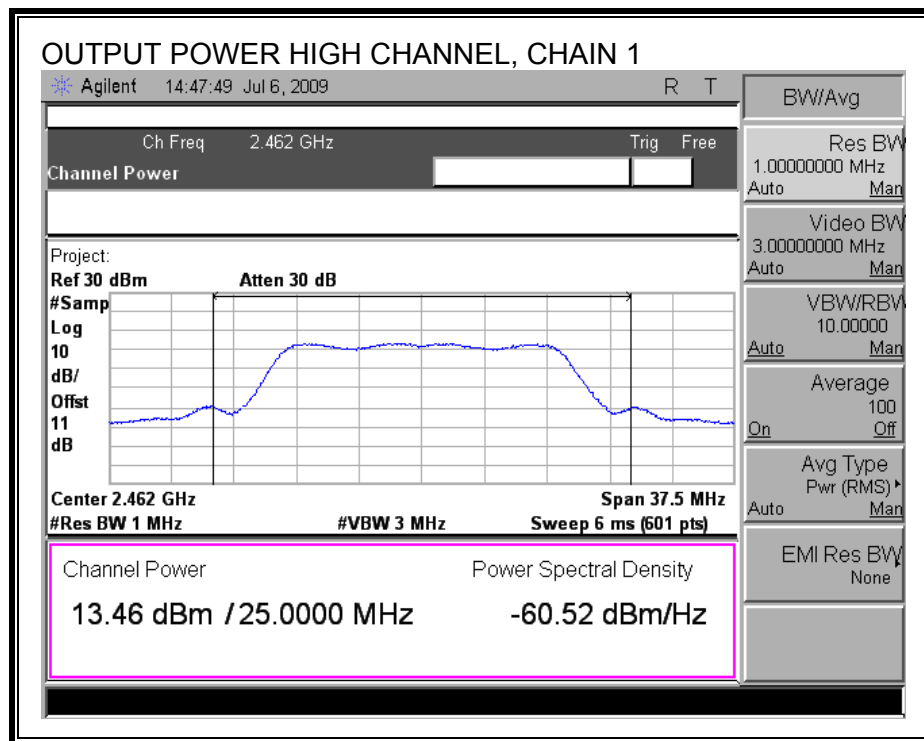 OUTPUT POWER HIGH CHANNEL, CHAIN 1
Agilent 14:47:49 Jul 6, 2009 R T
Ch Freq 2.462 GHz Trig Free
Channel Power
Project:
Ref 30 dBm Atten 30 dB
#Samp
Log
10
dB/
Offst
11
dB
Center 2.462 GHz Span 37.5 MHz
#Res BW 1 MHz #VBW 3 MHz Sweep 6 ms (601 pts)
Channel Power Power Spectral Density
13.46 dBm / 25.0000 MHz -60.52 dBm/Hz
BW/Avg
Res BW
1.00000000 MHz
Auto Man
Video BW
3.00000000 MHz
Auto Man
VBW/RBW
10.00000
Auto Man
Average
100
On Off
Avg Type
Pwr (RMS)
Auto Man
EMI Res BW
None